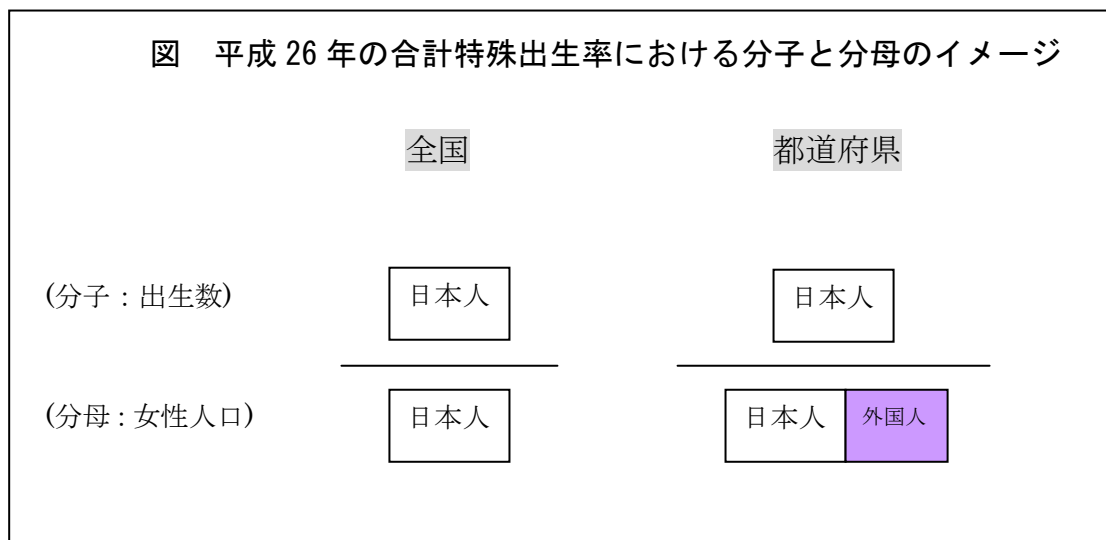 図 平成 26 年の合計特殊出生率における分子と分母のイメージ
全国 都道府県
(分子：出生数) 日本人 日本人
(分母：女性人口) 日本人 日本人 外国人